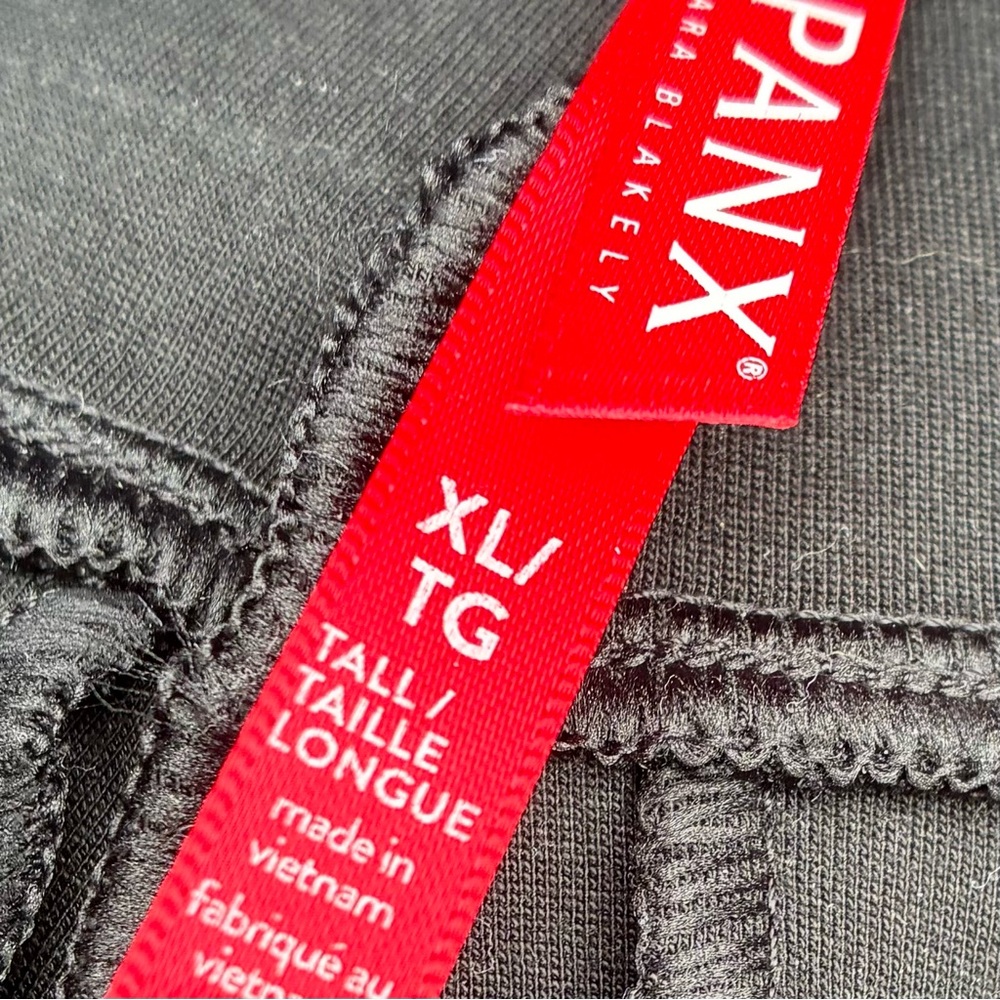 PANX®
ARA BLAKELY
XL/
TG
TALL /
TAILLE
LONGUE
made in
vietnam
fabriqué au